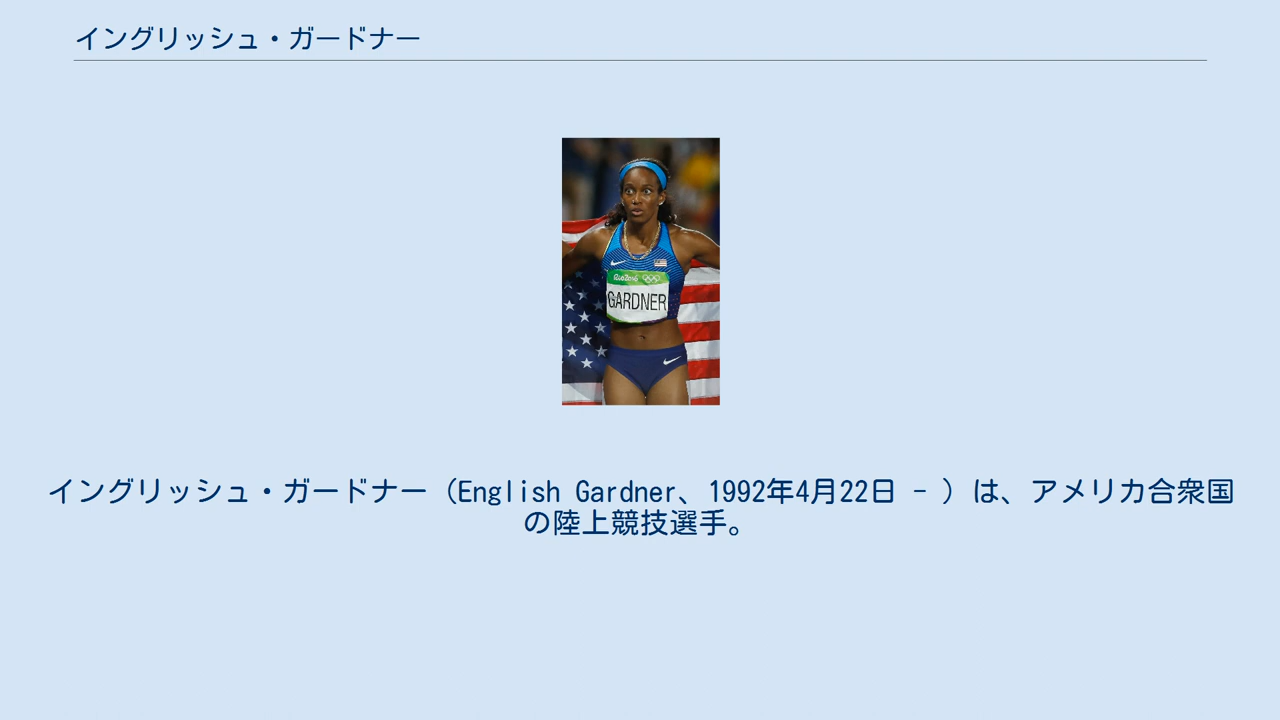 イングリッシュ・ガードナー
Rio2016
GARDNER
イングリッシュ・ガードナー（English Gardner、1992年4月22日 - ）は、アメリカ合衆国
の陸上競技選手。